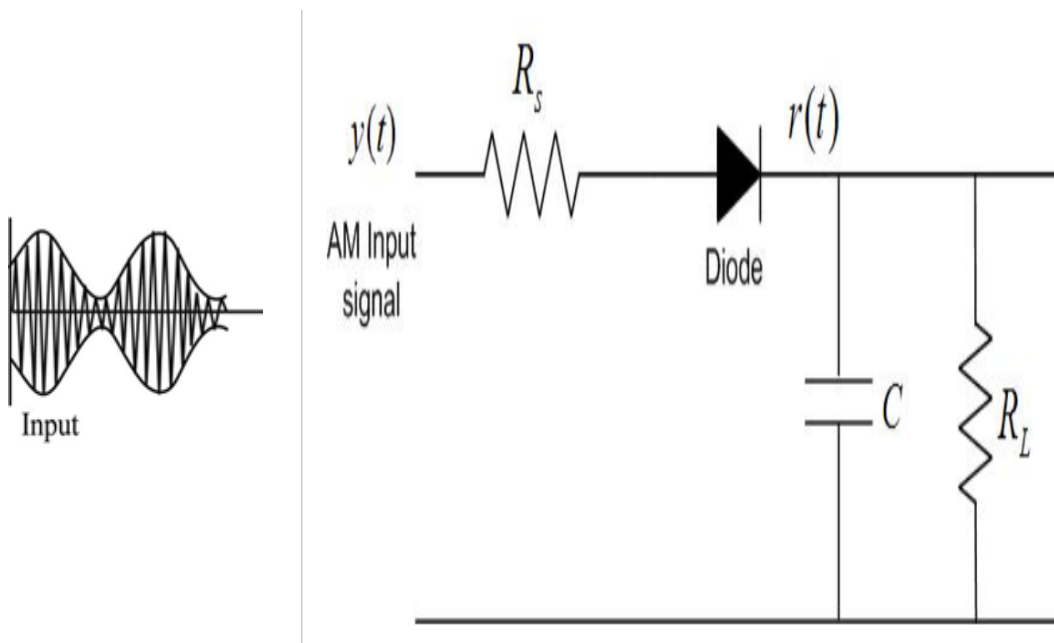 Input
R_s
y(t)
r(t)
AM Input
signal
Diode
C
R_L